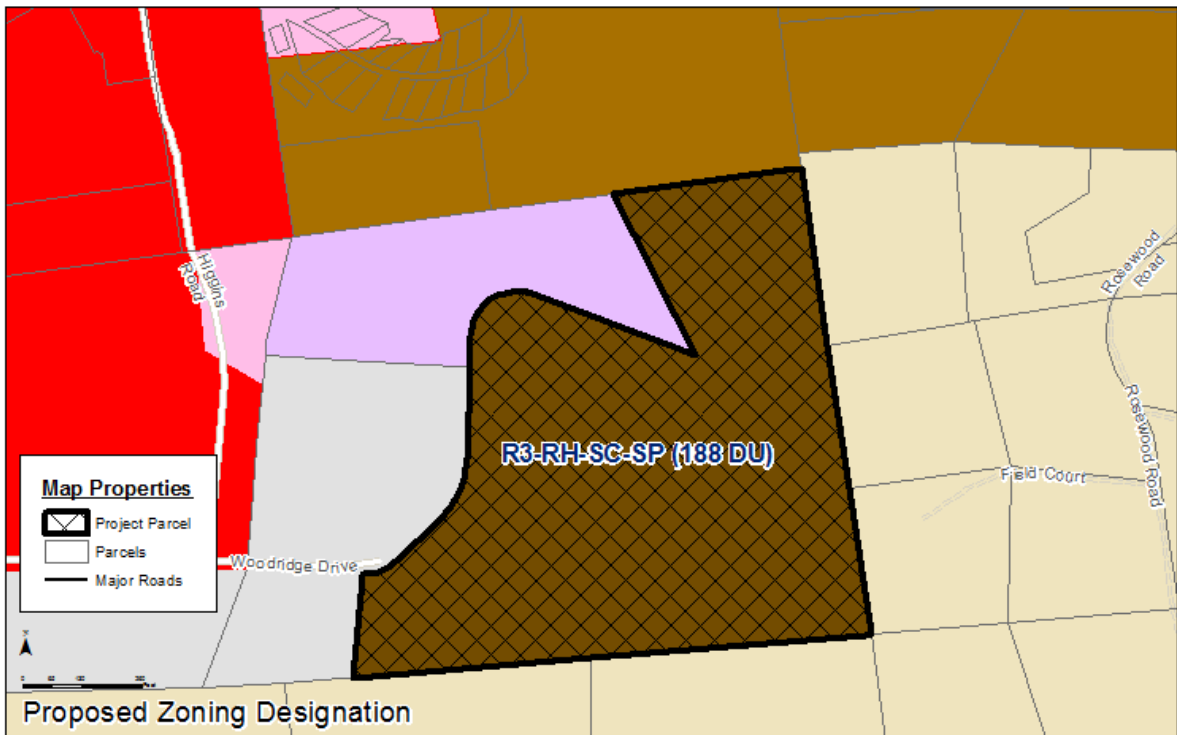 Higgins
Road
Rosewood
Road
R3-RH-SC-SP (188 DU)
Rosewood Road
Field Court
Map Properties
Project Parcel
Parcels
Major Roads
Woodridge Drive
Proposed Zoning Designation